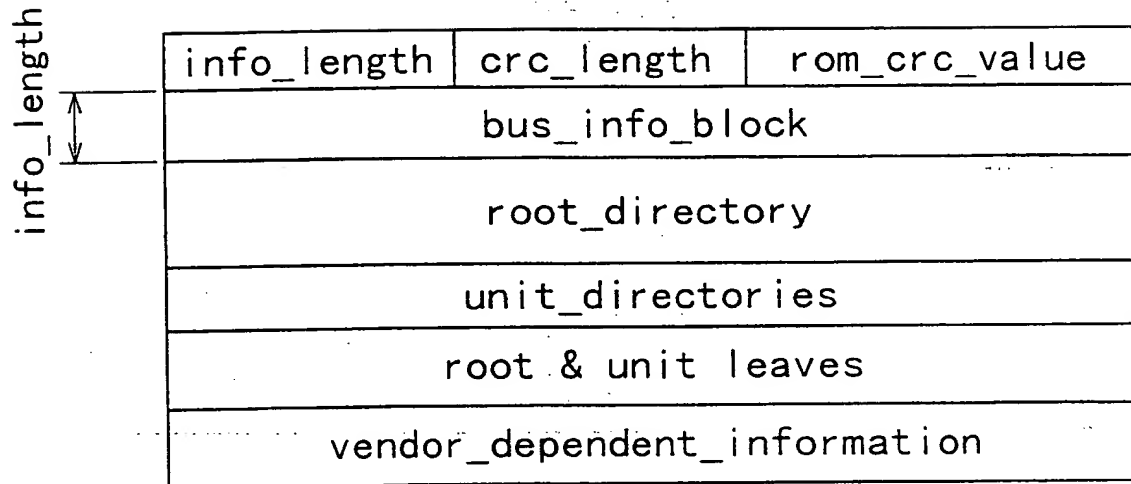 info_length crc_length rom_crc_value
info_length
bus_info_block
root_directory
unit_directories
root & unit leaves
vendor_dependent_information